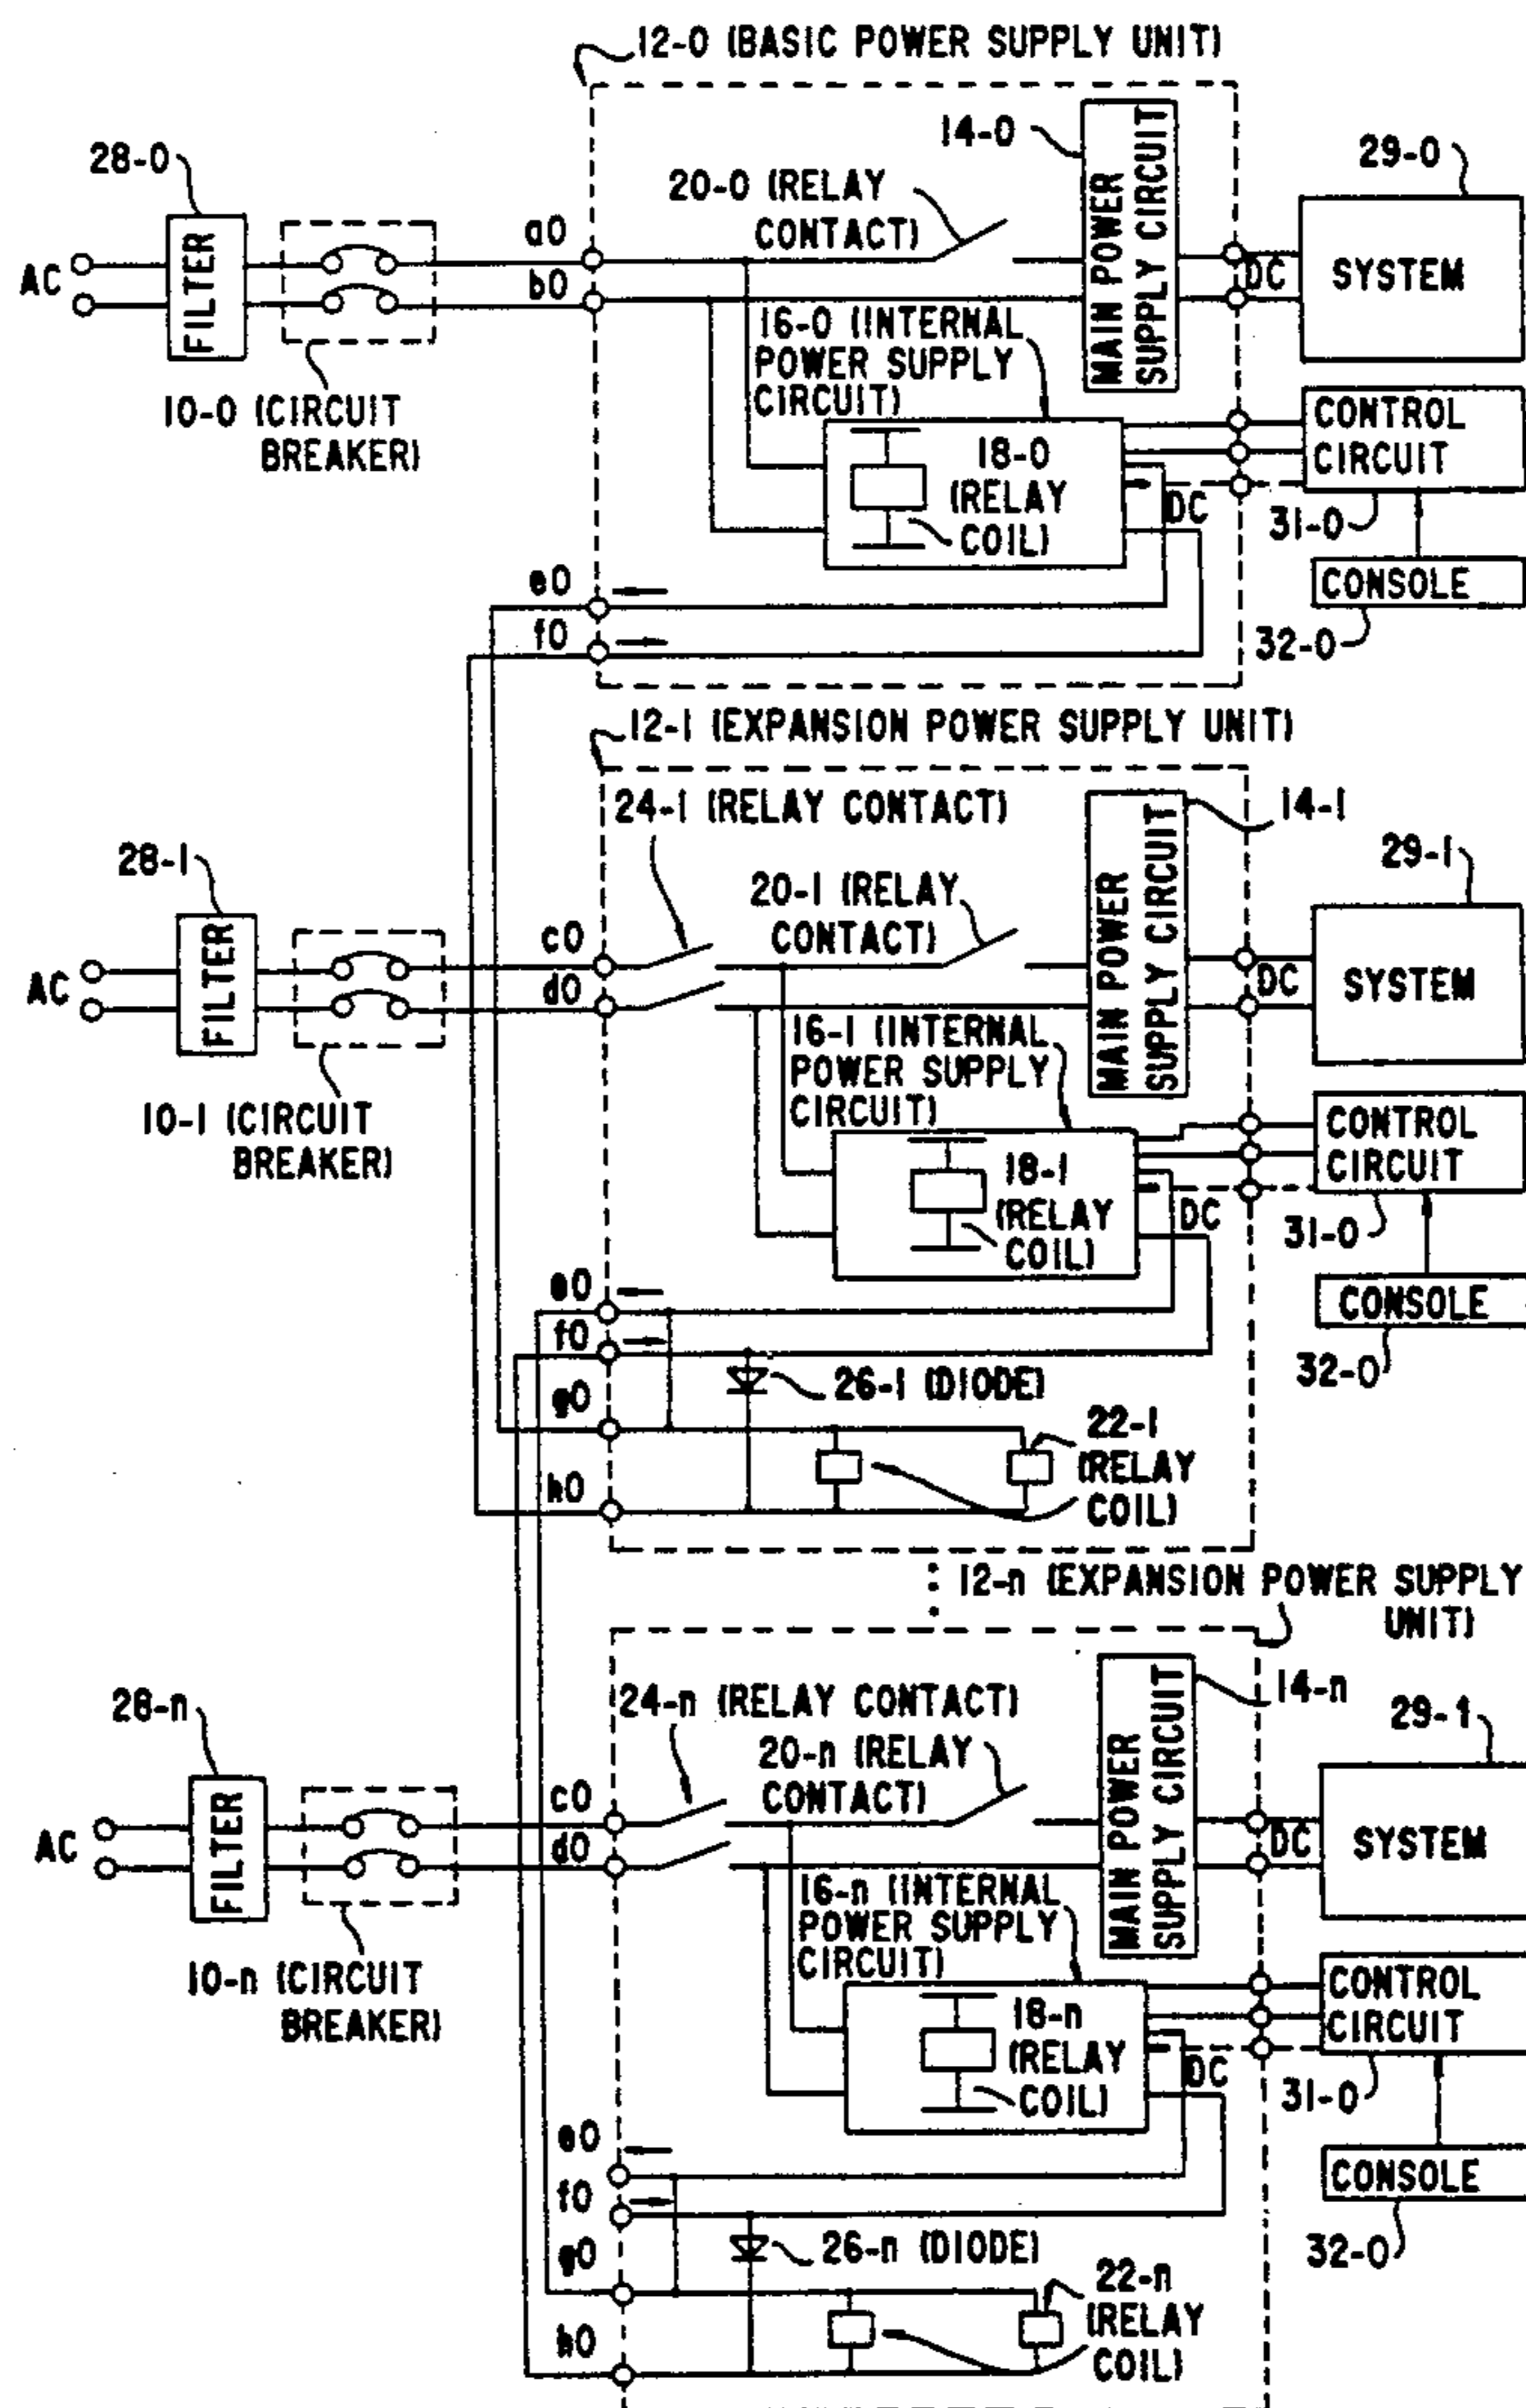 12-0 (BASIC POWER SUPPLY UNIT)
14-0
28-0
20-0 (RELAY
CONTACT)
29-0
MAIN POWER
SUPPLY CIRCUIT
FILTER
AC
a0
b0
DC
SYSTEM
16-0 (INTERNAL
POWER SUPPLY
CIRCUIT)
10-0 (CIRCUIT
BREAKER)
CONTROL
CIRCUIT
18-0
(RELAY
COIL)
DC
31-0
CONSOLE
32-0
e0
f0
12-1 (EXPANSION POWER SUPPLY UNIT)
24-1 (RELAY CONTACT)
14-1
28-1
20-1 (RELAY
CONTACT)
29-1
MAIN POWER
SUPPLY CIRCUIT
FILTER
AC
c0
d0
DC
SYSTEM
16-1 (INTERNAL
POWER SUPPLY
CIRCUIT)
10-1 (CIRCUIT
BREAKER)
CONTROL
CIRCUIT
18-1
(RELAY
COIL)
DC
31-0
CONSOLE
32-0
e0
f0
26-1 (DIODE)
g0
22-1
(RELAY
COIL)
h0
12-n (EXPANSION POWER SUPPLY
UNIT)
24-n (RELAY CONTACT)
14-n
28-n
20-n (RELAY
CONTACT)
29-1
MAIN POWER
SUPPLY CIRCUIT
FILTER
AC
c0
d0
DC
SYSTEM
16-n (INTERNAL
POWER SUPPLY
CIRCUIT)
10-n (CIRCUIT
BREAKER)
CONTROL
CIRCUIT
18-n
(RELAY
COIL)
DC
31-0
CONSOLE
32-0
e0
f0
26-n (DIODE)
g0
22-n
(RELAY
COIL)
h0